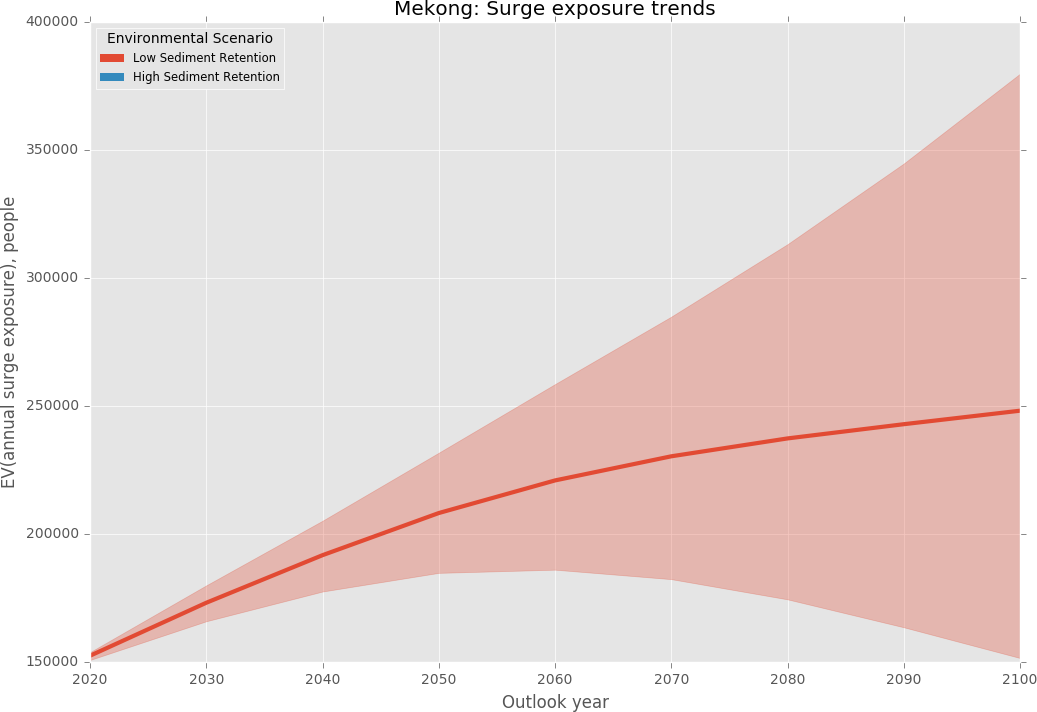 Mekong: Surge exposure trends
Environmental Scenario
Low Sediment Retention
High Sediment Retention
EV(annual surge exposure), people
400000
350000
300000
250000
200000
150000
2020 2030 2040 2050 2060 2070 2080 2090 2100
Outlook year